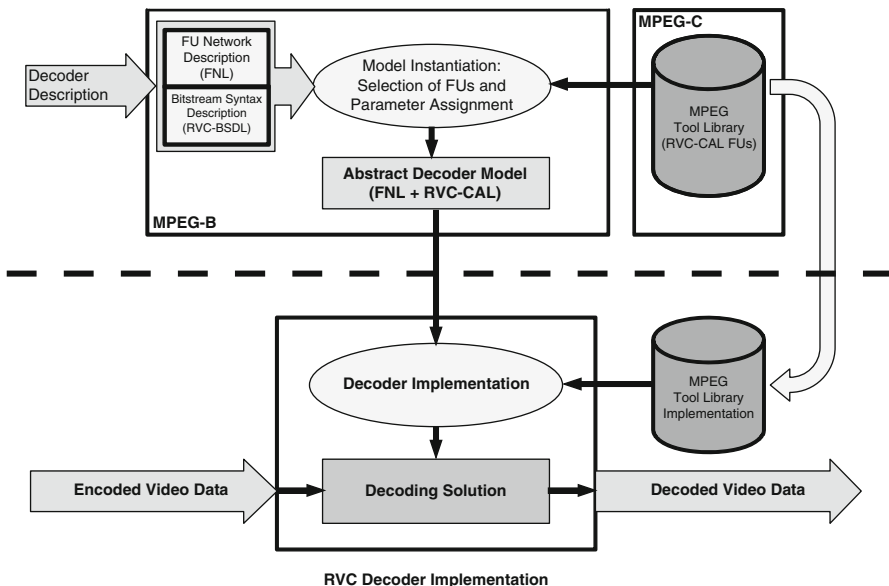 MPEG-C
FU Network
Description
(FNL)
Bitstream Syntax
Description
(RVC-BSDL)
Decoder
Description
Model Instantiation:
Selection of FUs and
Parameter Assignment
MPEG
Tool Library
(RVC-CAL FUs)
Abstract Decoder Model
(FNL + RVC-CAL)
MPEG-B
Decoder Implementation
MPEG
Tool Library
Implementation
Encoded Video Data
Decoding Solution
Decoded Video Data
RVC Decoder Implementation